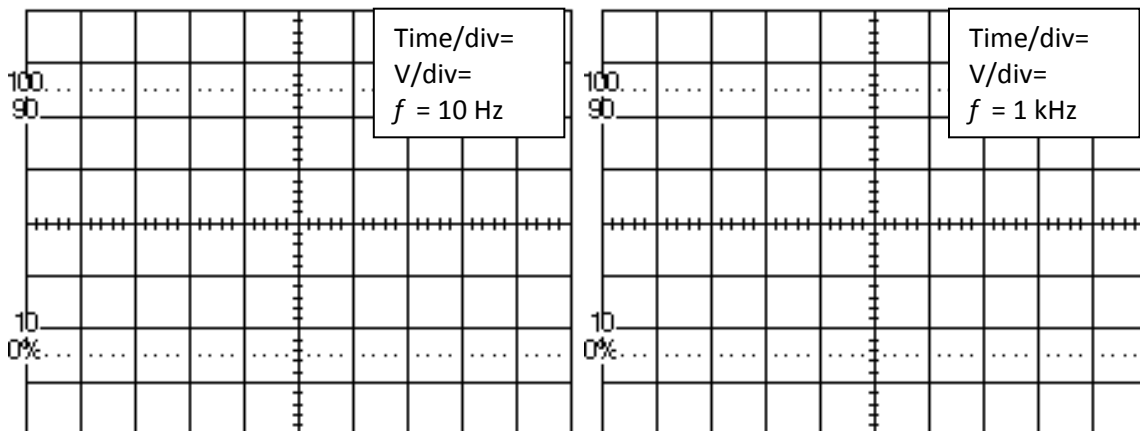 Time/div=
V/div=
f = 10 Hz
100
90
10
0%
Time/div=
V/div=
f = 1 kHz
100
90
10
0%